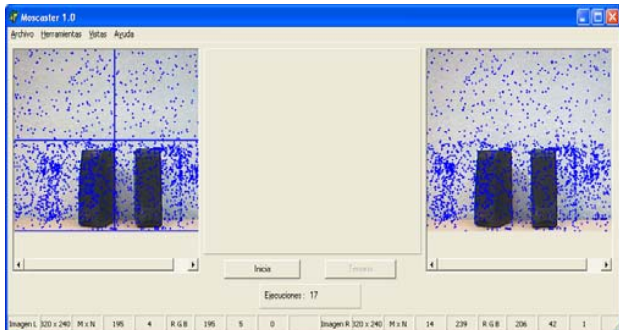 Moscaster 1.0
Archivo Herramientas Vistas Ayuda
Inicia Termina
Ejecuciones : 17
Imagen L 320 x 240 M x N 195 4 R G B 195 5 0 Imagen R 320 x 240 M x N 14 239 R G B 206 42 1